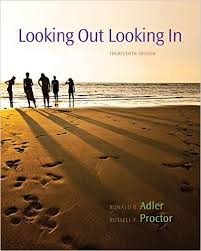 Looking Out Looking In
FOURTEENTH EDITION
RONALD B. Adler
RUSSELL F. Proctor